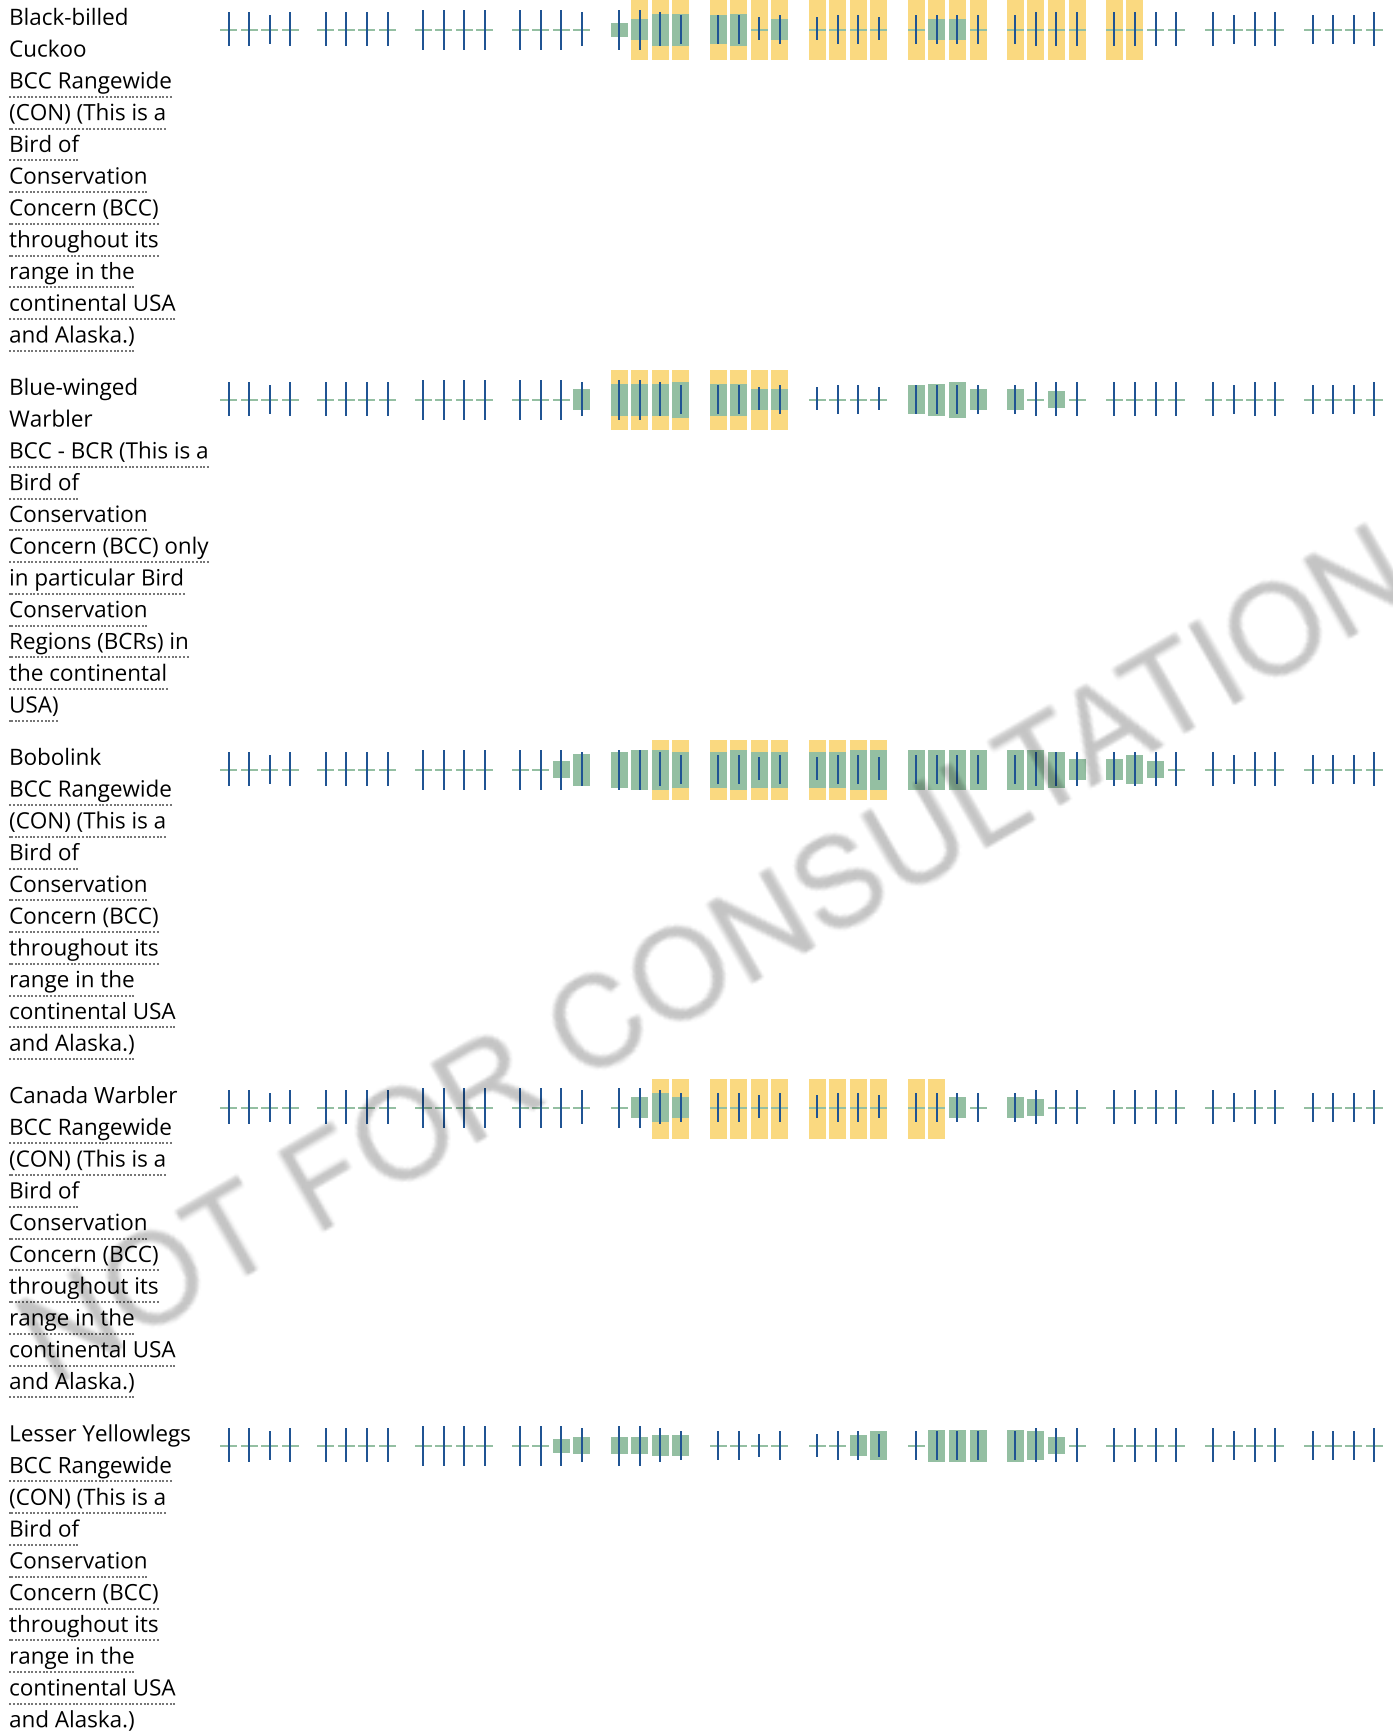 Black-billed
Cuckoo
BCC Rangewide
(CON) (This is a
Bird of
Conservation
Concern (BCC)
throughout its
range in the
continental USA
and Alaska.)
Blue-winged
Warbler
BCC - BCR (This is a
Bird of
Conservation
Concern (BCC) only
in particular Bird
Conservation
Regions (BCRs) in
the continental
USA)
Bobolink
BCC Rangewide
(CON) (This is a
Bird of
Conservation
Concern (BCC)
throughout its
range in the
continental USA
and Alaska.)
Canada Warbler
BCC Rangewide
(CON) (This is a
Bird of
Conservation
Concern (BCC)
throughout its
range in the
continental USA
and Alaska.)
Lesser Yellowlegs
BCC Rangewide
(CON) (This is a
Bird of
Conservation
Concern (BCC)
throughout its
range in the
continental USA
and Alaska.)
NOT FOR CONSULTATION